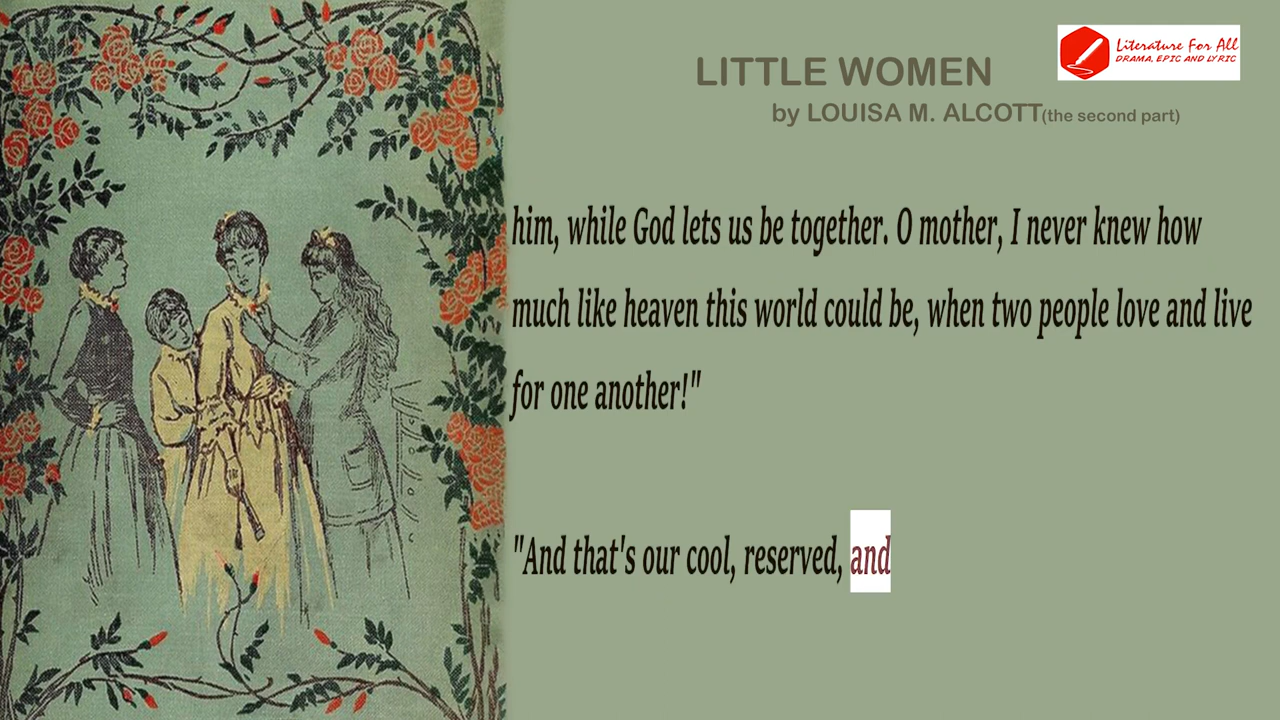 LITTLE WOMEN
by LOUISA M. ALCOTT(the second part)
Literature For All
DRAMA, EPIC AND LYRIC
him, while God lets us be together. O mother, I never knew how
much like heaven this world could be, when two people love and live
for one another!"
"And that's our cool, reserved, and